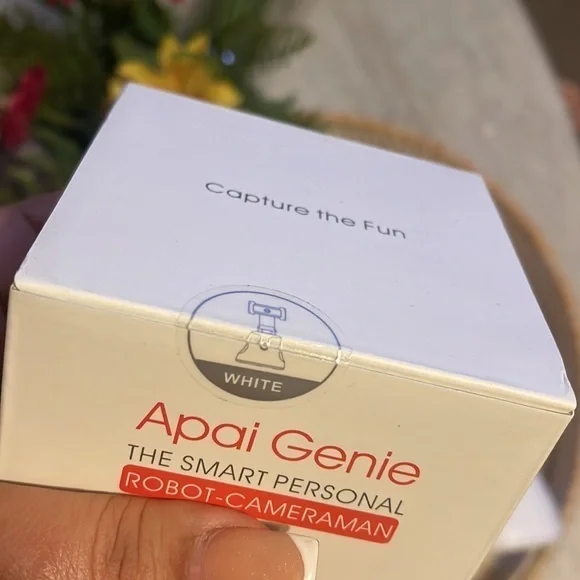 Capture the Fun
WHITE
Apai Genie
THE SMART PERSONAL
ROBOT-CAMERAMAN